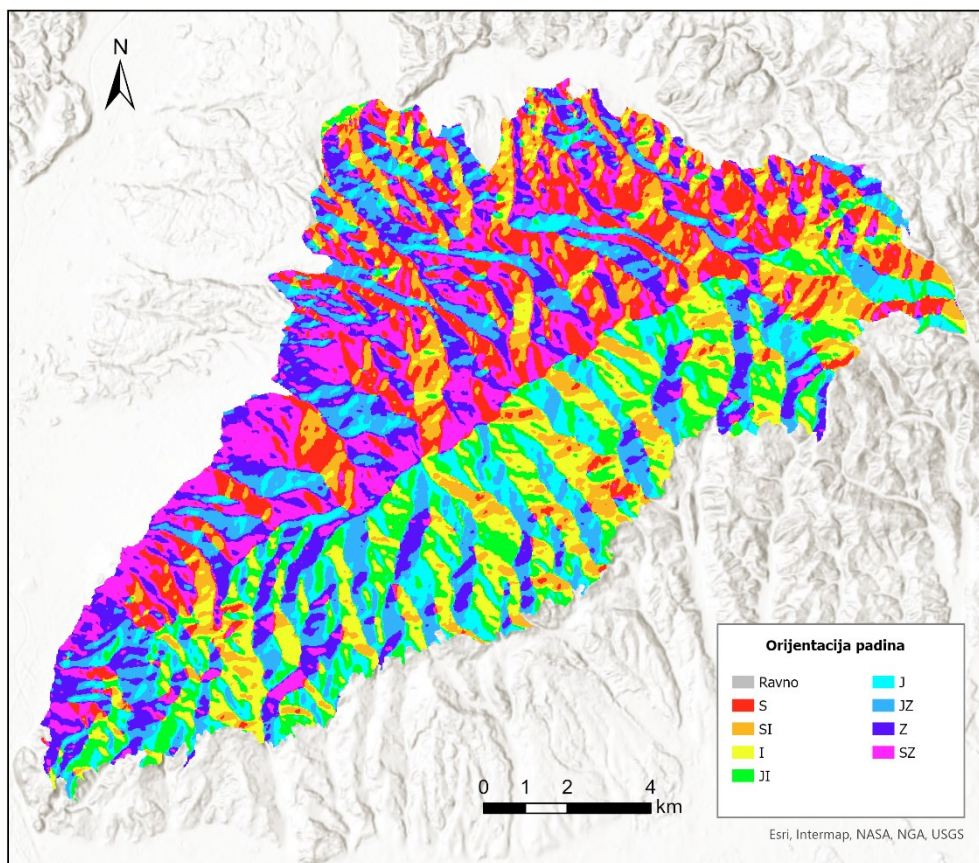 N
Orijentacija padina
Ravno
S
SI
I
JI
J
JZ
Z
SZ
0 1 2 4
km
Esri, Intermap, NASA, NGA, USGS